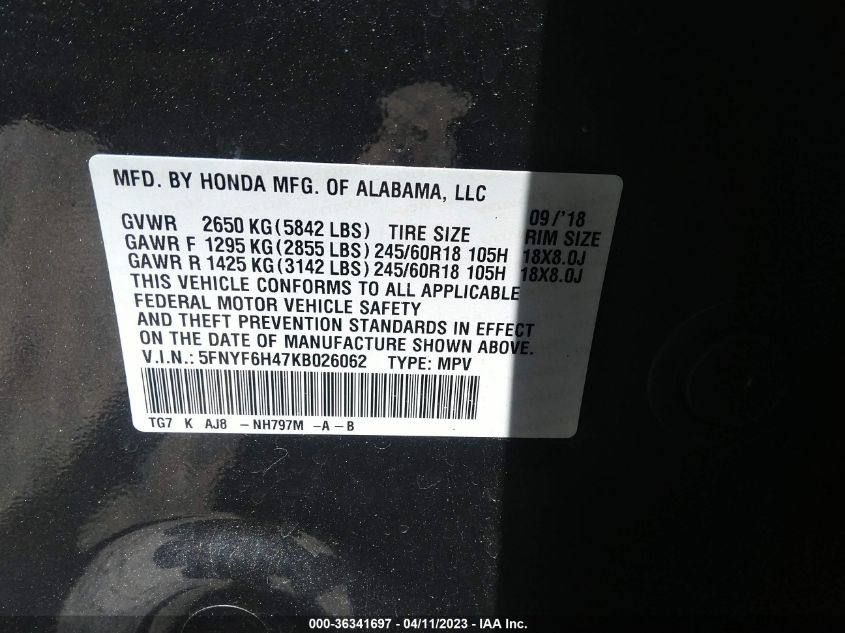 MFD. BY HONDA MFG. OF ALABAMA, LLC
09/'18
GVWR 2650 KG(5842 LBS) TIRE SIZE RIM SIZE
GAWR F 1295 KG(2855 LBS) 245/60R18 105H 18X8.0J
GAWR R 1425 KG(3142 LBS) 245/60R18 105H 18X8.0J
THIS VEHICLE CONFORMS TO ALL APPLICABLE
FEDERAL MOTOR VEHICLE SAFETY
AND THEFT PREVENTION STANDARDS IN EFFECT
ON THE DATE OF MANUFACTURE SHOWN ABOVE.
V.I.N.: 5FNYF6H47KB026062 TYPE: MPV
TG7 K AJ8 -NH797M -A-B
000-36341697 - 04/11/2023 - © IAA Inc.